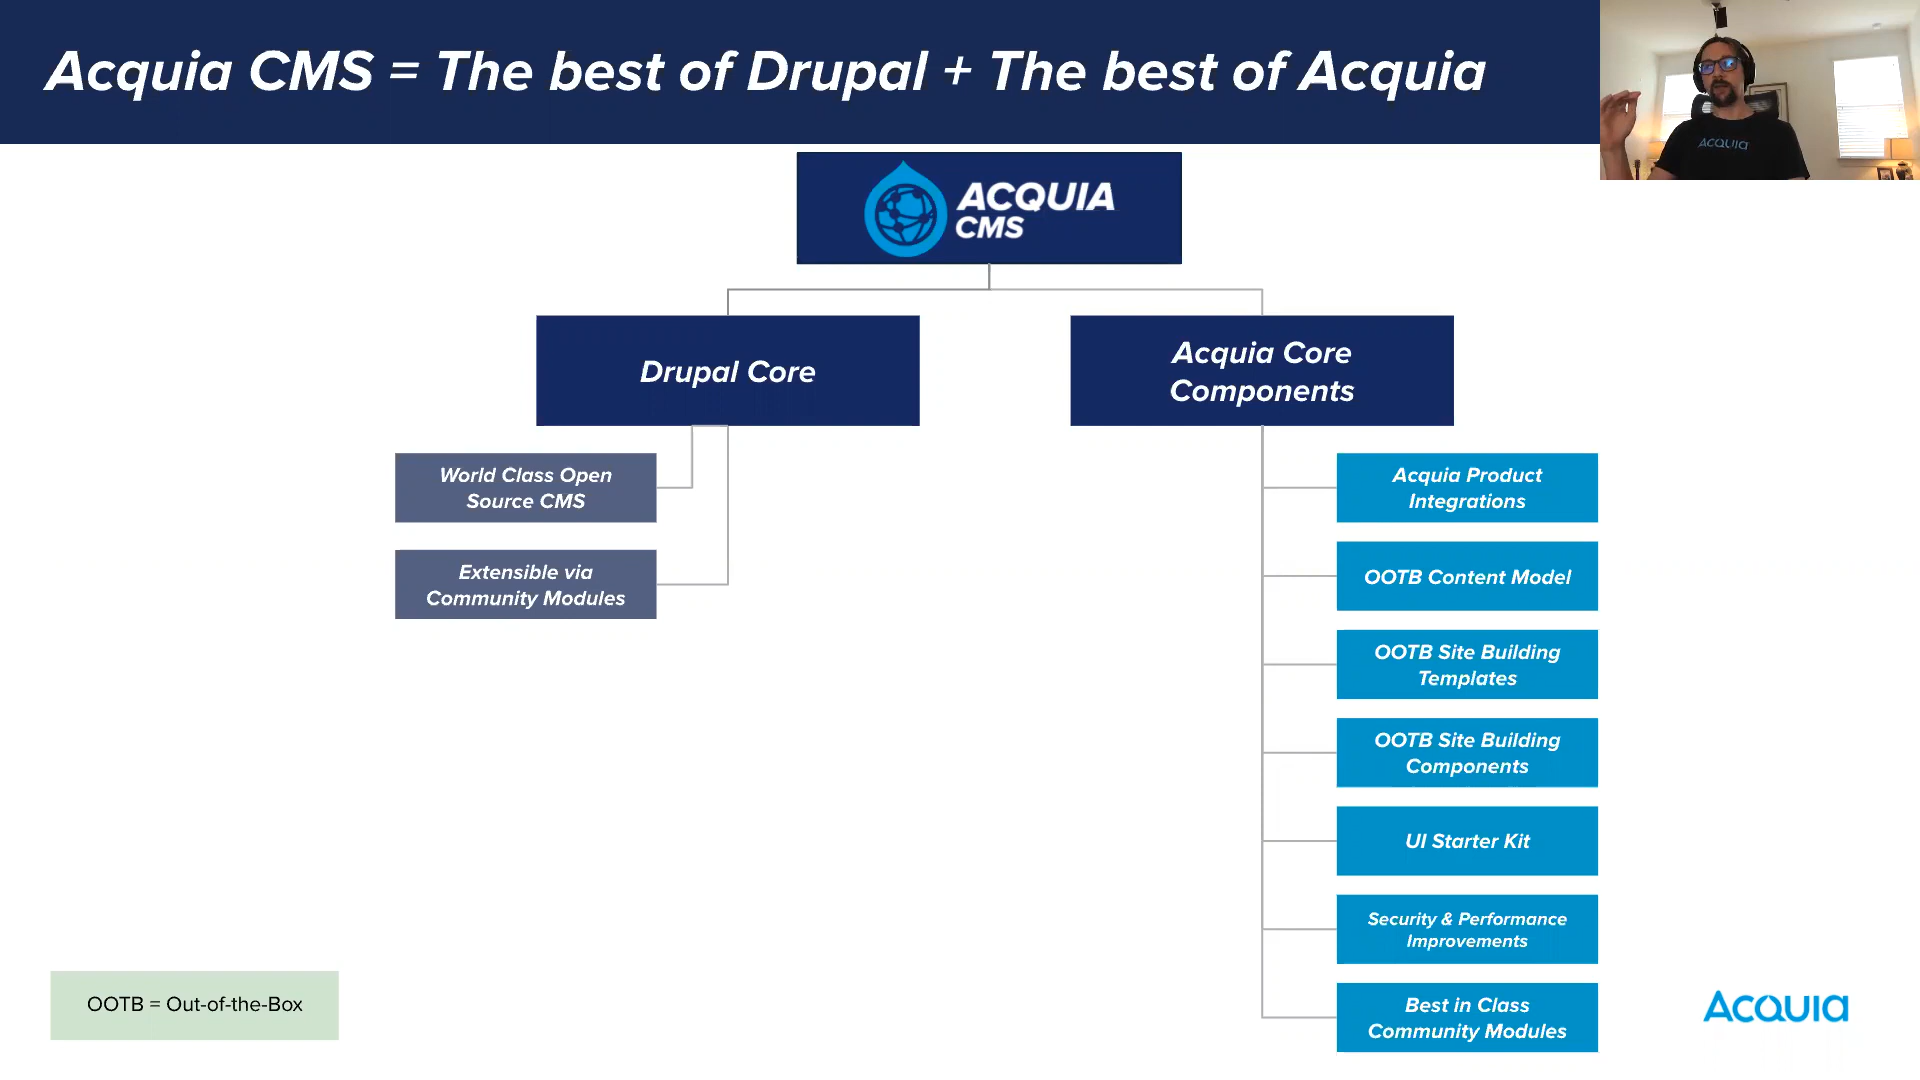 Acquia CMS = The best of Drupal + The best of Acquia
Acquia
ACQUIA
CMS
Drupal Core
Acquia Core
Components
World Class Open
Source CMS
Extensible via
Community Modules
Acquia Product
Integrations
OOTB Content Model
OOTB Site Building
Templates
OOTB Site Building
Components
UI Starter Kit
Security & Performance
Improvements
Best in Class
Community Modules
OOTB = Out-of-the-Box
Acquia